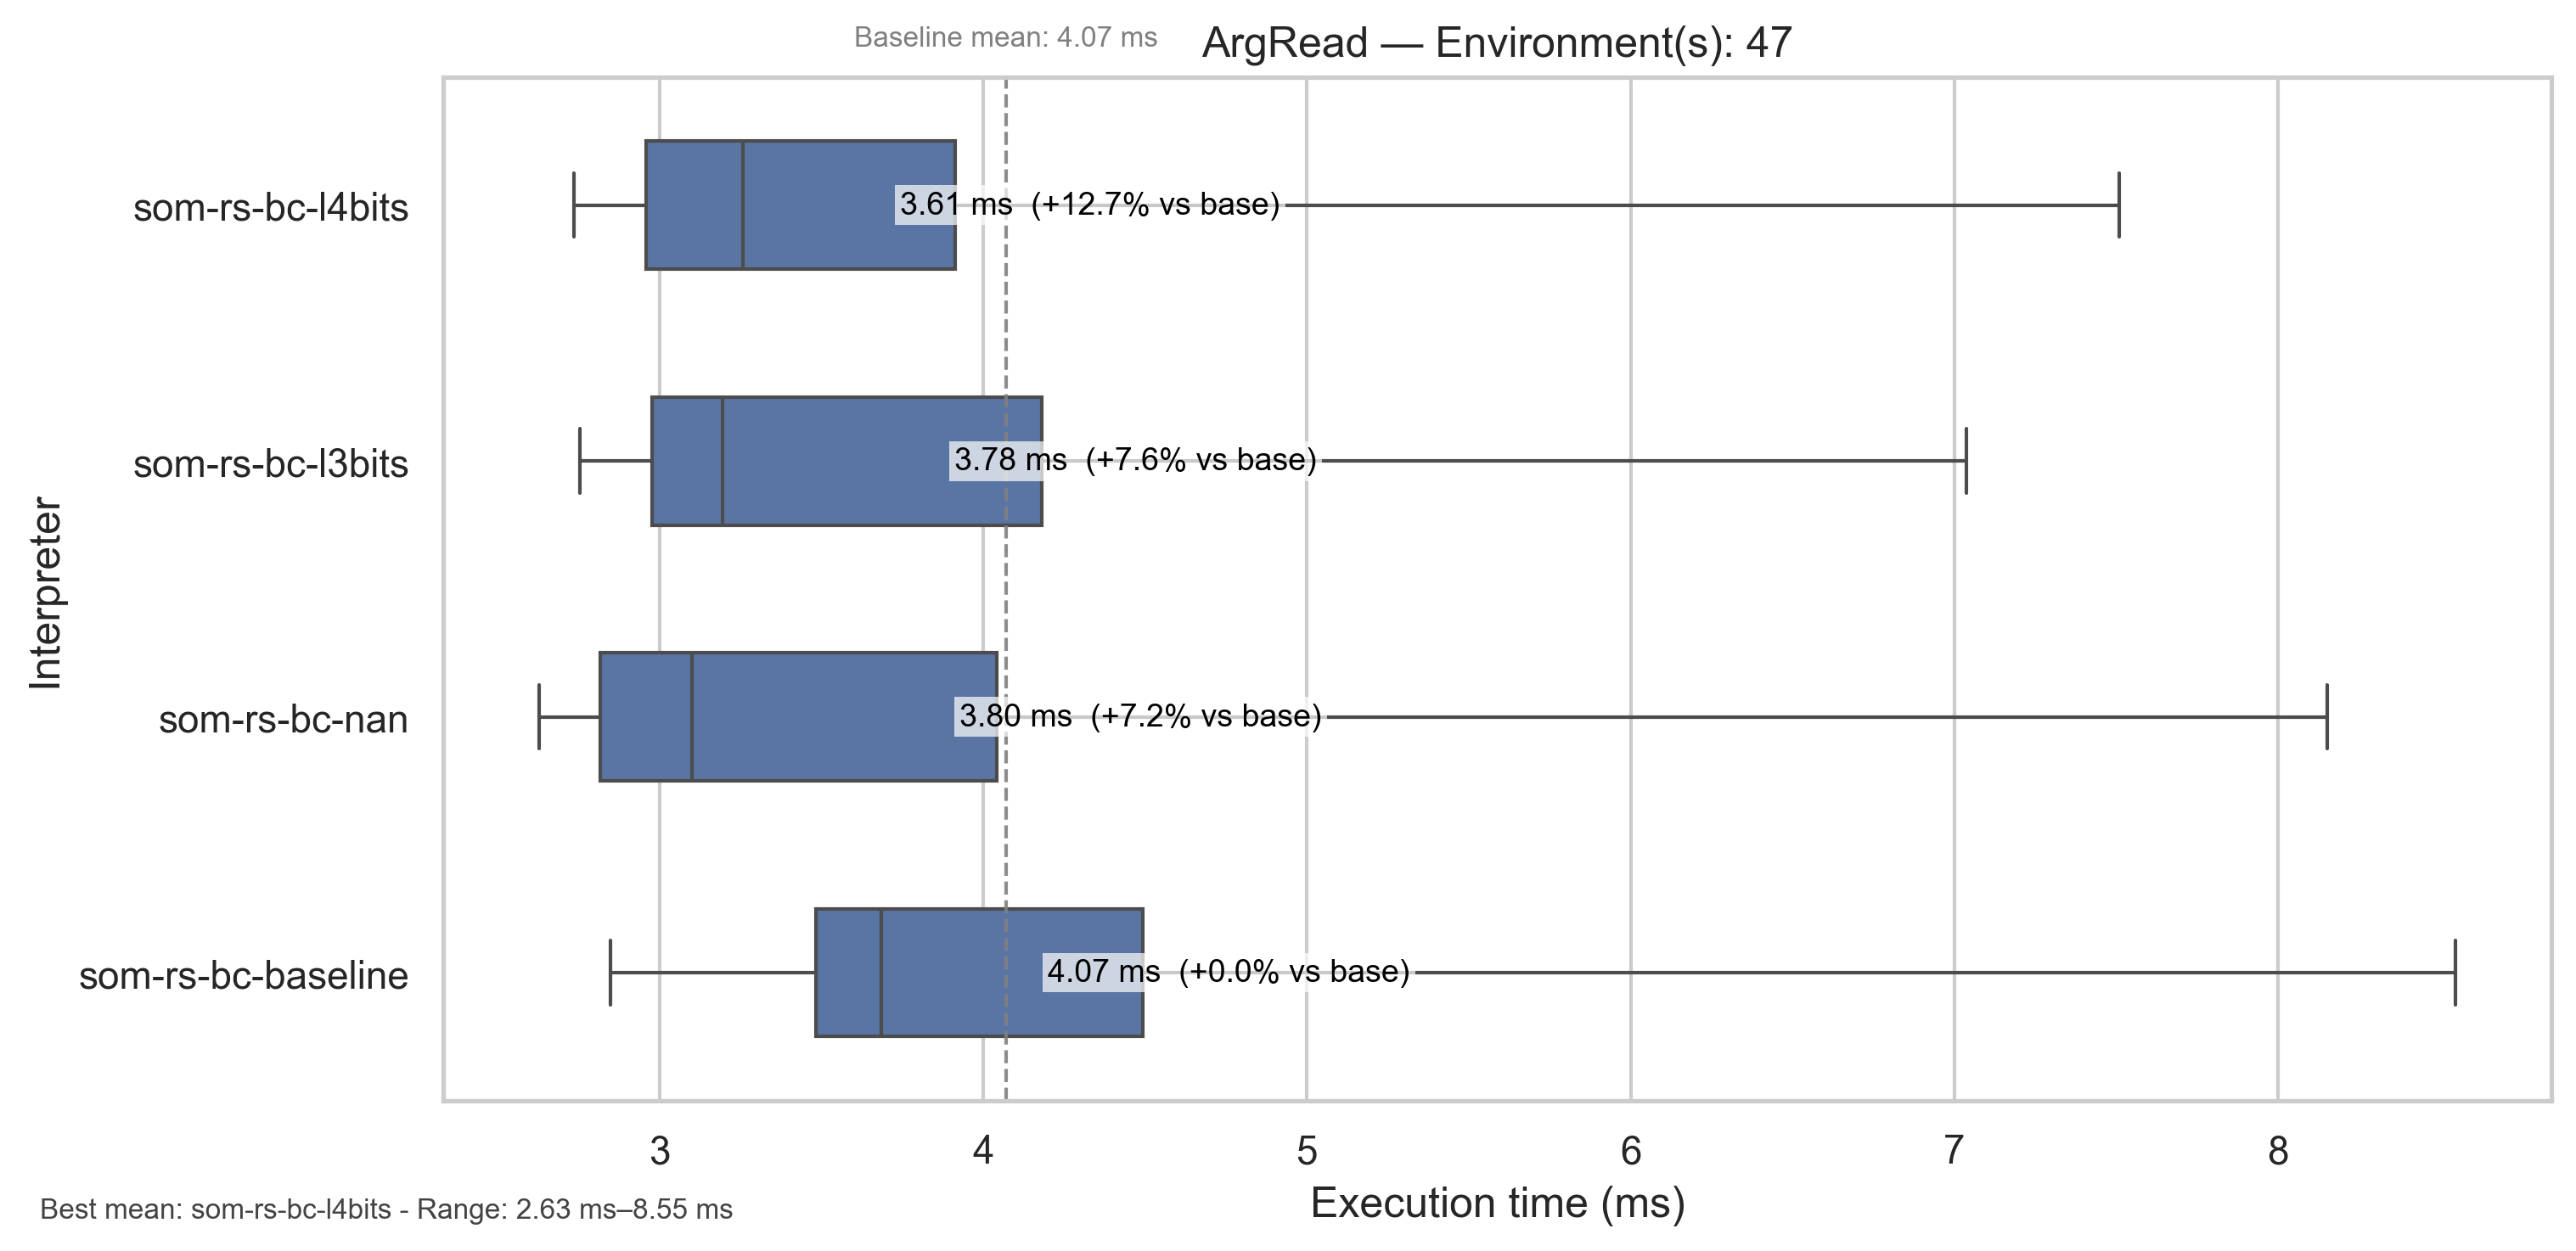 Baseline mean: 4.07 ms
ArgRead — Environment(s): 47
som-rs-bc-l4bits
3.61 ms (+12.7% vs base)
som-rs-bc-l3bits
3.78 ms (+7.6% vs base)
Interpreter
som-rs-bc-nan
3.80 ms (+7.2% vs base)
som-rs-bc-baseline
4.07 ms (+0.0% vs base)
3 4 5 6 7 8
Execution time (ms)
Best mean: som-rs-bc-l4bits - Range: 2.63 ms–8.55 ms